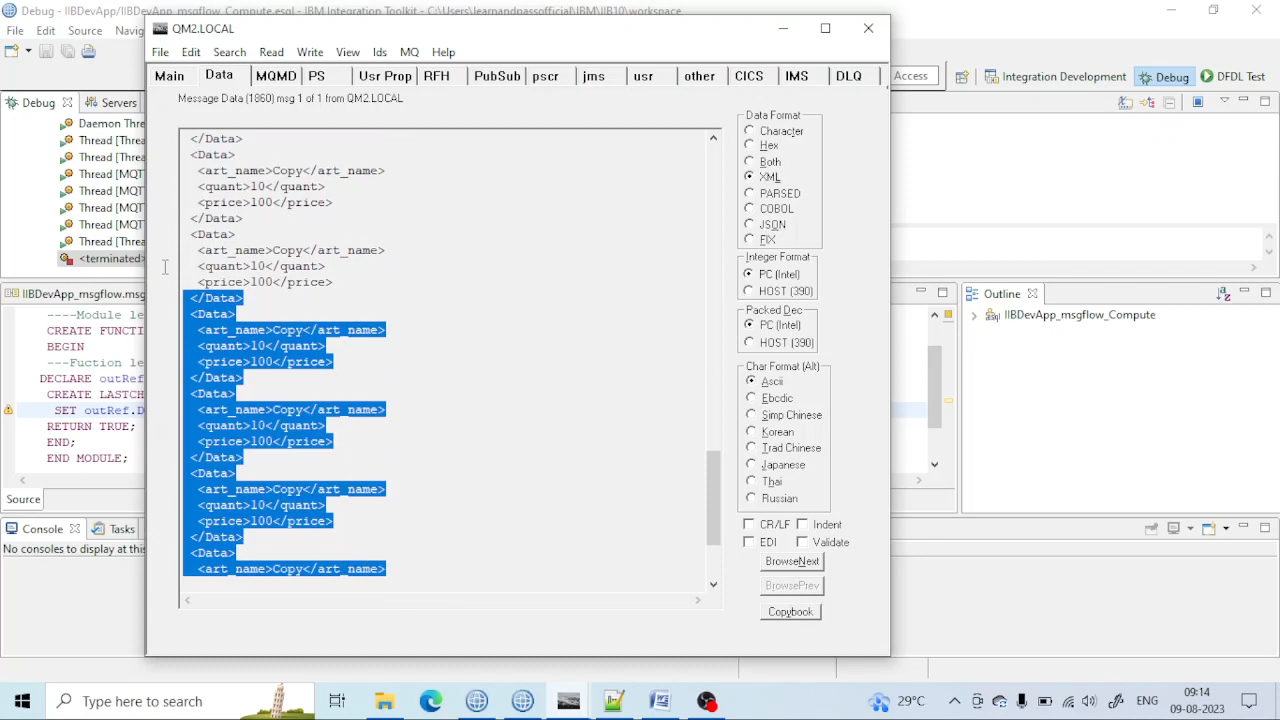 Debug - IIBDevApp/IIBDevApp_msgflow_Compute.esql - IBM Integration Toolkit - C:\Users\learnandpassofficial\IBM\IIB10\workspace
File Edit Source Navig
QM2.LOCAL
File Edit Search Read Write View Ids MQ Help
Main Data MQMD PS Usr Prop RFH PubSub pscr jms usr other CICS IMS DLQ
Access Integration Development Debug DFDL Test
Message Data (1860) msg 1 of 1 from QM2.LOCAL
Debug Servers
Daemon Thre
Thread [Thread
Thread [Thread
Thread [MQT
Thread [MQT
Thread [MQT
Thread [MQT
Thread [Threa
<terminated>
</Data>
<Data>
<art_name>Copy</art_name>
<quant>10</quant>
<price>100</price>
</Data>
<Data>
<art_name>Copy</art_name>
<quant>10</quant>
<price>100</price>
</Data>
<Data>
<art_name>Copy</art_name>
<quant>10</quant>
<price>100</price>
</Data>
<Data>
<art_name>Copy</art_name>
<quant>10</quant>
<price>100</price>
</Data>
<Data>
<art_name>Copy</art_name>
<quant>10</quant>
<price>100</price>
</Data>
<Data>
<art_name>Copy</art_name>
Data Format
Character
Hex
Both
XML
PARSED
COBOL
JSON
FIX
Integer Format
PC (Intel)
HOST (390)
Packed Dec
PC (Intel)
HOST (390)
Char Format (Alt)
Ascii
Ebcdic
Simp Chinese
Korean
Trad Chinese
Japanese
Thai
Russian
CR/LF Indent
EDI Validate
BrowseNext
BrowsePrev
Copybook
IIBDevApp_msgflow.msg
----Module le
CREATE FUNCTI
BEGIN
---Fuction le
DECLARE outRef
CREATE LASTCH
SET outRef.D
RETURN TRUE;
END;
END MODULE;
Source
Outline
IIBDevApp_msgflow_Compute
Console Tasks
No consoles to display at this
Type here to search
29°C
ENG
09:14
09-08-2023